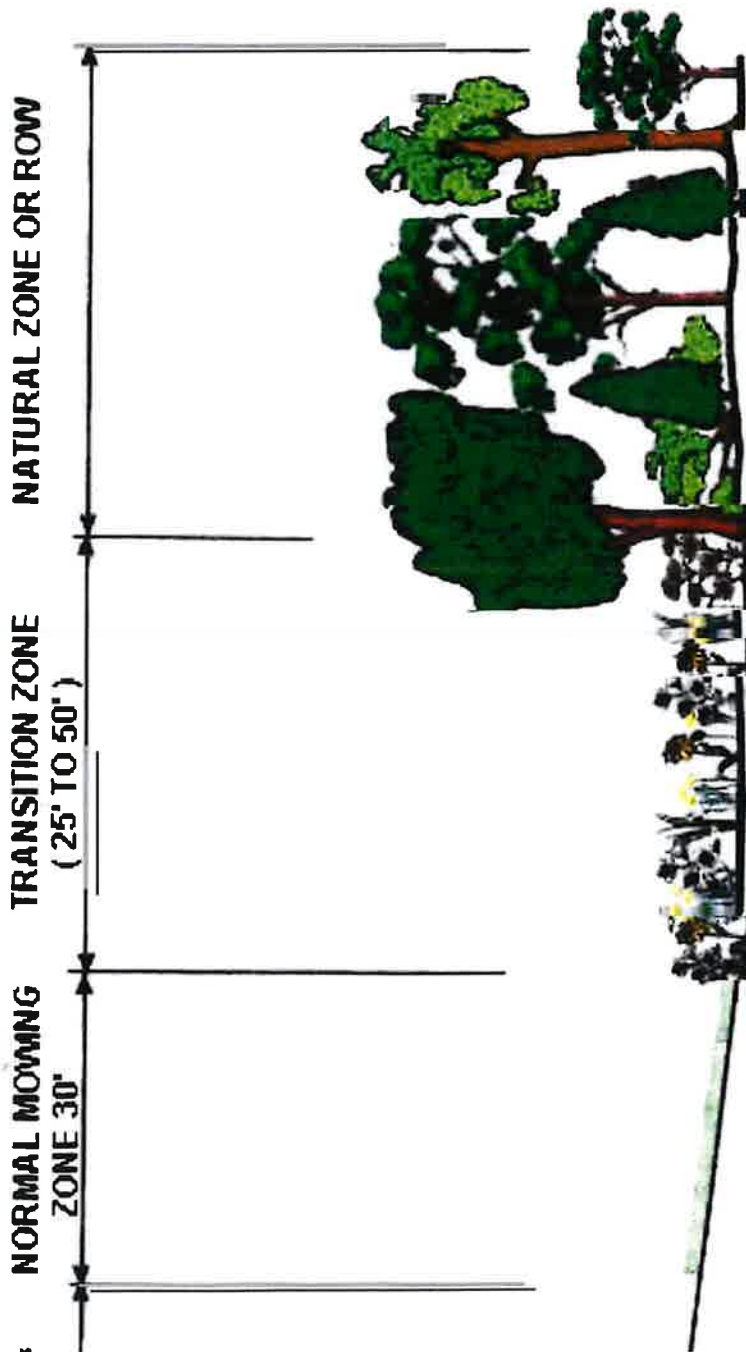 NORMAL MOWING
ZONE 30'
TRANSITION ZONE
( 25' TO 50' )
NATURAL ZONE OR ROW